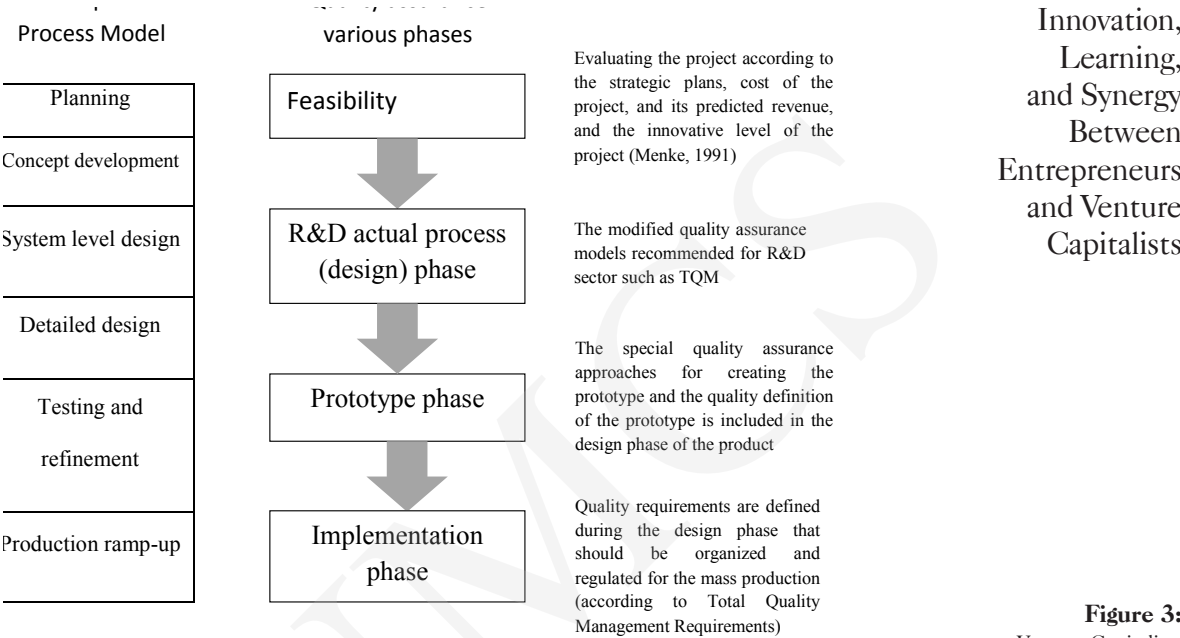 Process Model
various phases
Planning
Concept development
System level design
Detailed design
Testing and
refinement
Production ramp-up
Feasibility
R&D actual process
(design) phase
Prototype phase
Implementation
phase
Evaluating the project according to
the strategic plans, cost of the
project, and its predicted revenue,
and the innovative level of the
project (Menke, 1991)
The modified quality assurance
models recommended for R&D
sector such as TQM
The special quality assurance
approaches for creating the
prototype and the quality definition
of the prototype is included in the
design phase of the product
Quality requirements are defined
during the design phase that
should be organized and
regulated for the mass production
(according to Total Quality
Management Requirements)
Innovation,
Learning,
and Synergy
Between
Entrepreneurs
and Venture
Capitalists
Figure 3:
MCS